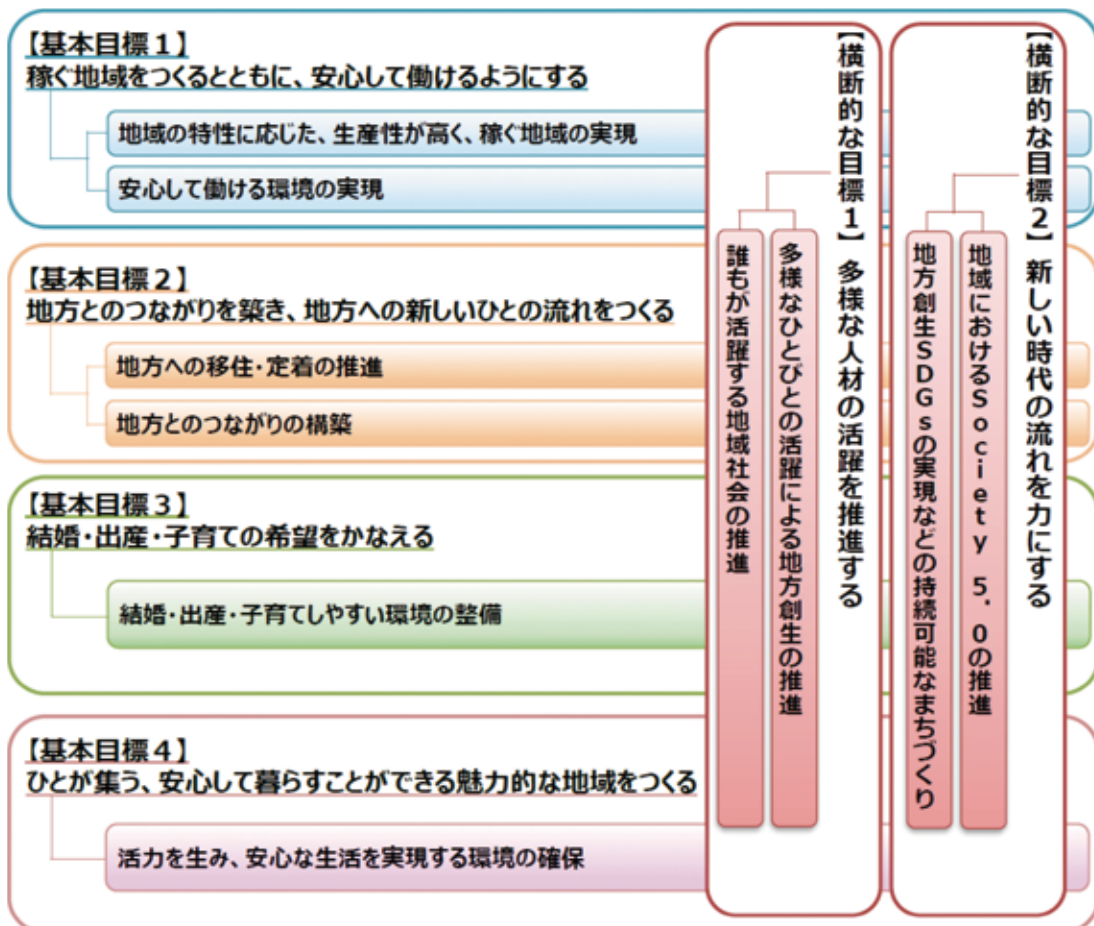 【基本目標１】
稼ぐ地域をつくるとともに、安心して働けるようにする
地域の特性に応じた、生産性が高く、稼ぐ地域の実現
安心して働ける環境の実現
【基本目標２】
地方とのつながりを築き、地方への新しいひとの流れをつくる
地方への移住・定着の推進
地方とのつながりの構築
【基本目標３】
結婚・出産・子育ての希望をかなえる
結婚・出産・子育てしやすい環境の整備
【基本目標４】
ひとが集う、安心して暮らすことができる魅力的な地域をつくる
活力を生み、安心な生活を実現する環境の確保
【横断的な目標１】多様な人材の活躍を推進する
多様なひとびとの活躍による地方創生の推進
誰もが活躍する地域社会の推進
【横断的な目標２】新しい時代の流れを力にする
地域におけるＳｏｃｉｅｔｙ ５．０の推進
地方創生ＳＤＧｓの実現などの持続可能なまちづくり